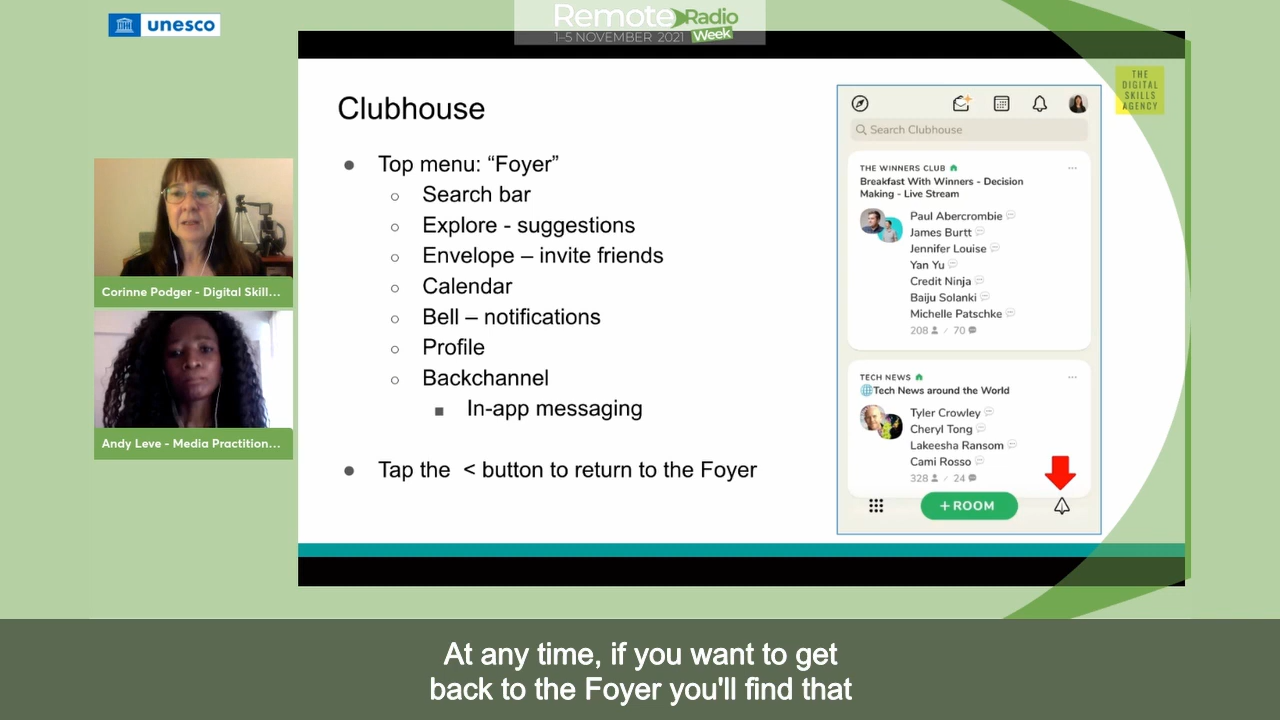 unesco
Remote Radio
Week
1–5 NOVEMBER 2021
THE
DIGITAL
SKILLS
AGENCY
Clubhouse
Top menu: “Foyer”
Search bar
Explore - suggestions
Envelope – invite friends
Calendar
Bell – notifications
Profile
Backchannel
In-app messaging
Tap the < button to return to the Foyer
Search Clubhouse
THE WINNERS CLUB
Breakfast With Winners - Decision
Making - Live Stream
Paul Abercrombie
James Burtt
Jennifer Louise
Yan Yu
Credit Ninja
Baiju Solanki
Michelle Patschke
208 / 70
TECH NEWS
Tech News around the World
Tyler Crowley
Cheryl Tong
Lakeesha Ransom
Cami Rosso
328 / 24
+ ROOM
Corinne Podger - Digital Skill...
Andy Leve - Media Practition...
At any time, if you want to get
back to the Foyer you'll find that